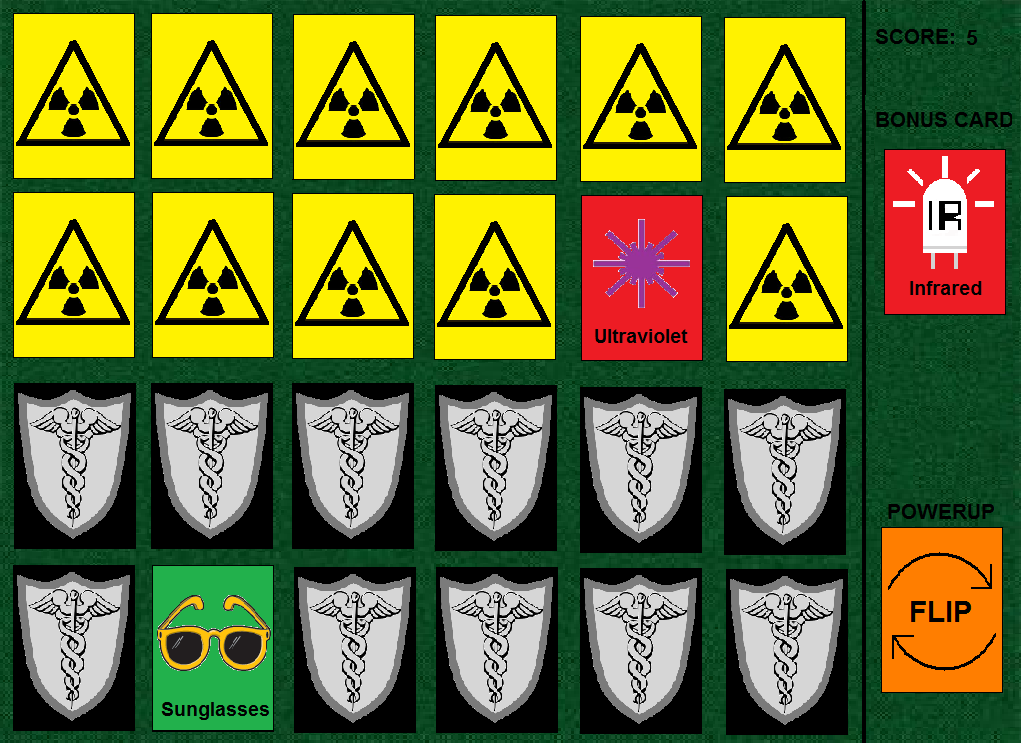 SCORE: 5
BONUS CARD
IR
Infrared
Ultraviolet
POWERUP
FLIP
Sunglasses